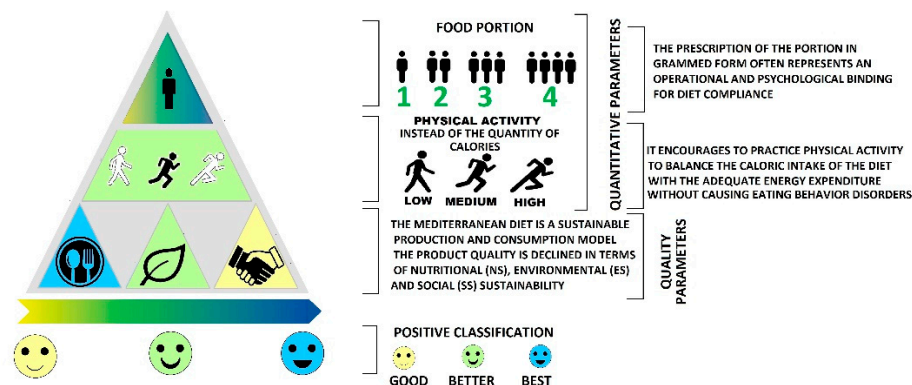 FOOD PORTION
1 2 3 4
PHYSICAL ACTIVITY
INSTEAD OF THE QUANTITY OF
CALORIES
LOW MEDIUM HIGH
THE MEDITERRANEAN DIET IS A SUSTAINABLE
PRODUCTION AND CONSUMPTION MODEL
THE PRODUCT QUALITY IS DECLINED IN TERMS
OF NUTRITIONAL (NS), ENVIRONMENTAL (ES)
AND SOCIAL (SS) SUSTAINABILITY
POSITIVE CLASSIFICATION
GOOD BETTER BEST
QUANTITATIVE PARAMETERS
QUALITY
PARAMETERS
THE PRESCRIPTION OF THE PORTION IN
GRAMMED FORM OFTEN REPRESENTS AN
OPERATIONAL AND PSYCHOLOGICAL BINDING
FOR DIET COMPLIANCE
IT ENCOURAGES TO PRACTICE PHYSICAL ACTIVITY
TO BALANCE THE CALORIC INTAKE OF THE DIET
WITH THE ADEQUATE ENERGY EXPENDITURE
WITHOUT CAUSING EATING BEHAVIOR DISORDERS